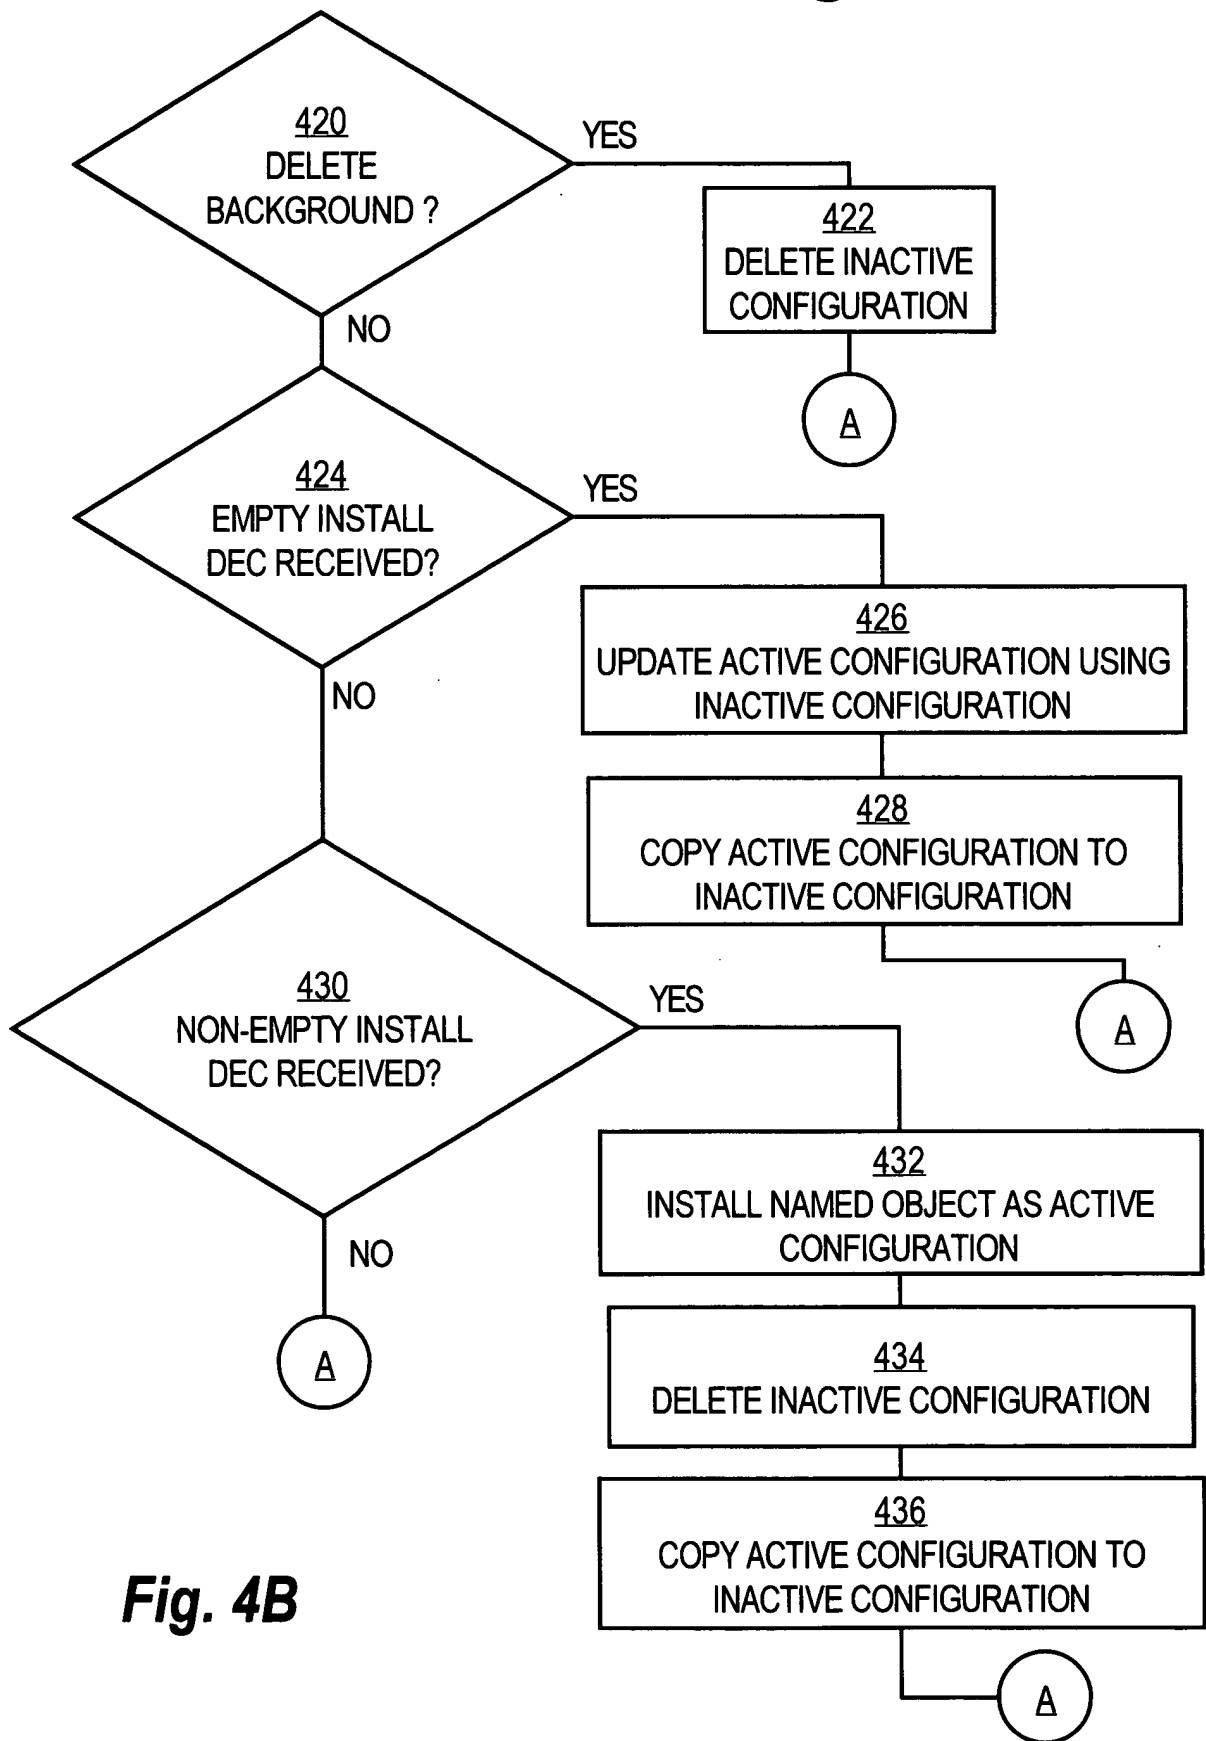 420
DELETE
BACKGROUND ?
YES
422
DELETE INACTIVE
CONFIGURATION
A
NO
424
EMPTY INSTALL
DEC RECEIVED?
YES
426
UPDATE ACTIVE CONFIGURATION USING
INACTIVE CONFIGURATION
428
COPY ACTIVE CONFIGURATION TO
INACTIVE CONFIGURATION
A
NO
430
NON-EMPTY INSTALL
DEC RECEIVED?
YES
432
INSTALL NAMED OBJECT AS ACTIVE
CONFIGURATION
434
DELETE INACTIVE CONFIGURATION
436
COPY ACTIVE CONFIGURATION TO
INACTIVE CONFIGURATION
A
NO
A
Fig. 4B